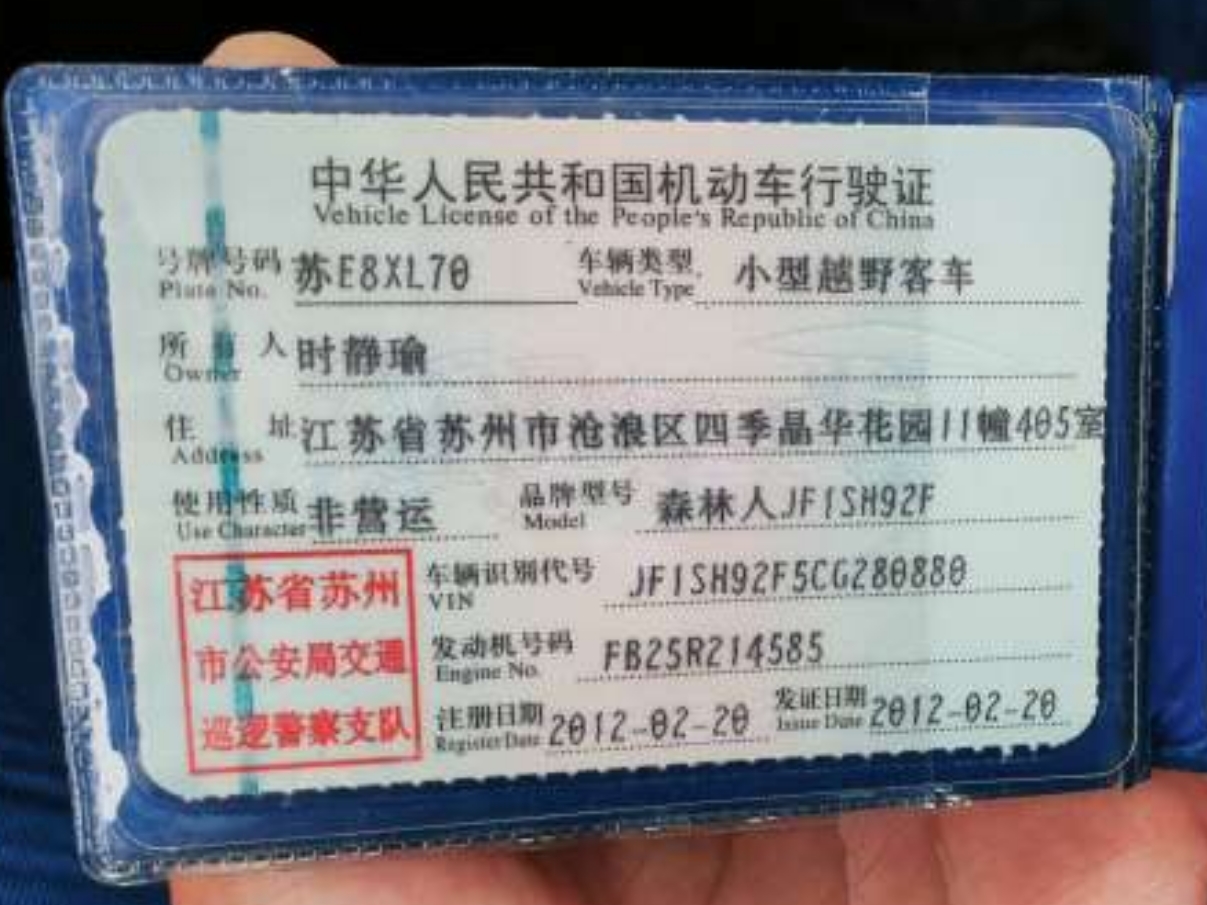 中华人民共和国机动车行驶证
Vehicle License of the People's Republic of China
号牌号码 苏E8XL70 车辆类型 小型越野客车
Plate No. Vehicle Type
所有人 时静瑜
Owner
住址 江苏省苏州市沧浪区四季晶华花园11幢405室
Address
使用性质 非营运 品牌型号 森林人JF1SH92F
Use Character Model
江苏省苏州
市公安局交通
巡逻警察支队
车辆识别代号 JF1SH92F5CG280880
VIN
发动机号码 FB25R214585
Engine No.
注册日期 2012-02-20 发证日期 2012-02-20
Register Date Issue Date